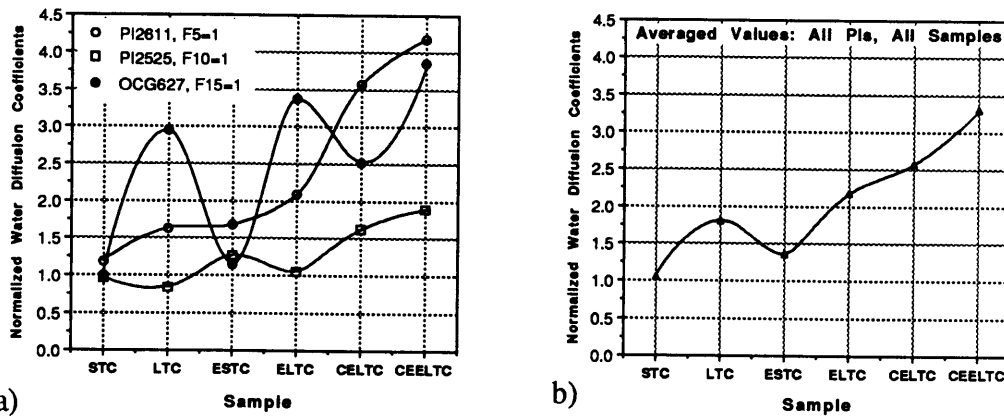 Normalized Water Diffusion Coefficients
4.5
4.0
3.5
3.0
2.5
2.0
1.5
1.0
0.5
0.0
PI2611, F5=1
PI2525, F10=1
OCG627, F15=1
STC LTC ESTC ELTC CELTC CEELTC
Sample
a)
Normalized Water Diffusion Coefficients
4.5
4.0
3.5
3.0
2.5
2.0
1.5
1.0
0.5
0.0
Averaged Values: All PIs, All Samples
STC LTC ESTC ELTC CELTC CEELTC
Sample
b)